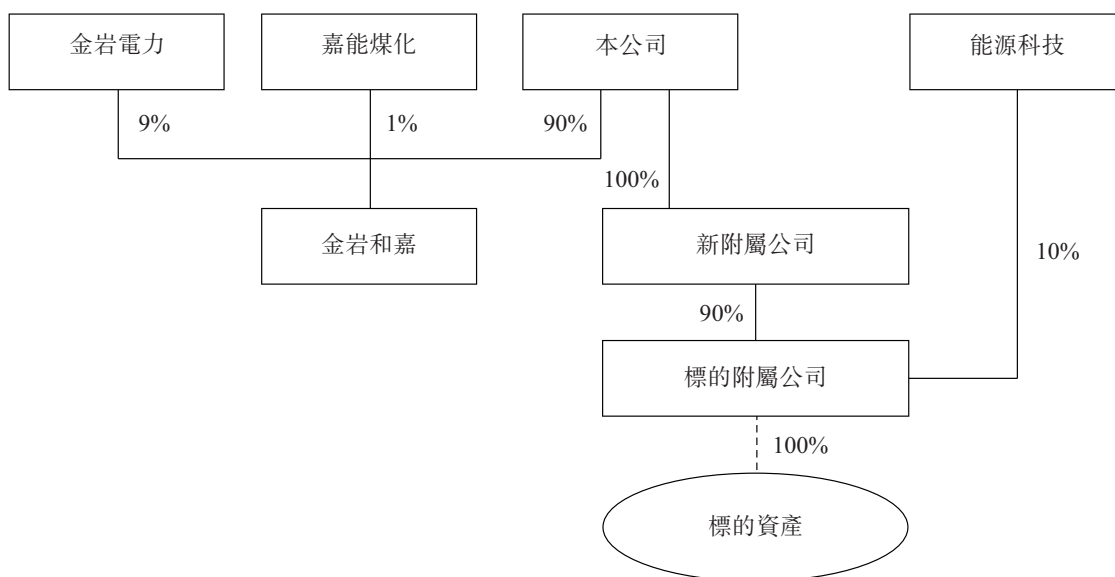 金岩電力
嘉能煤化
本公司
能源科技
9%
1%
90%
100%
金岩和嘉
新附屬公司
10%
90%
標的附屬公司
100%
標的資產